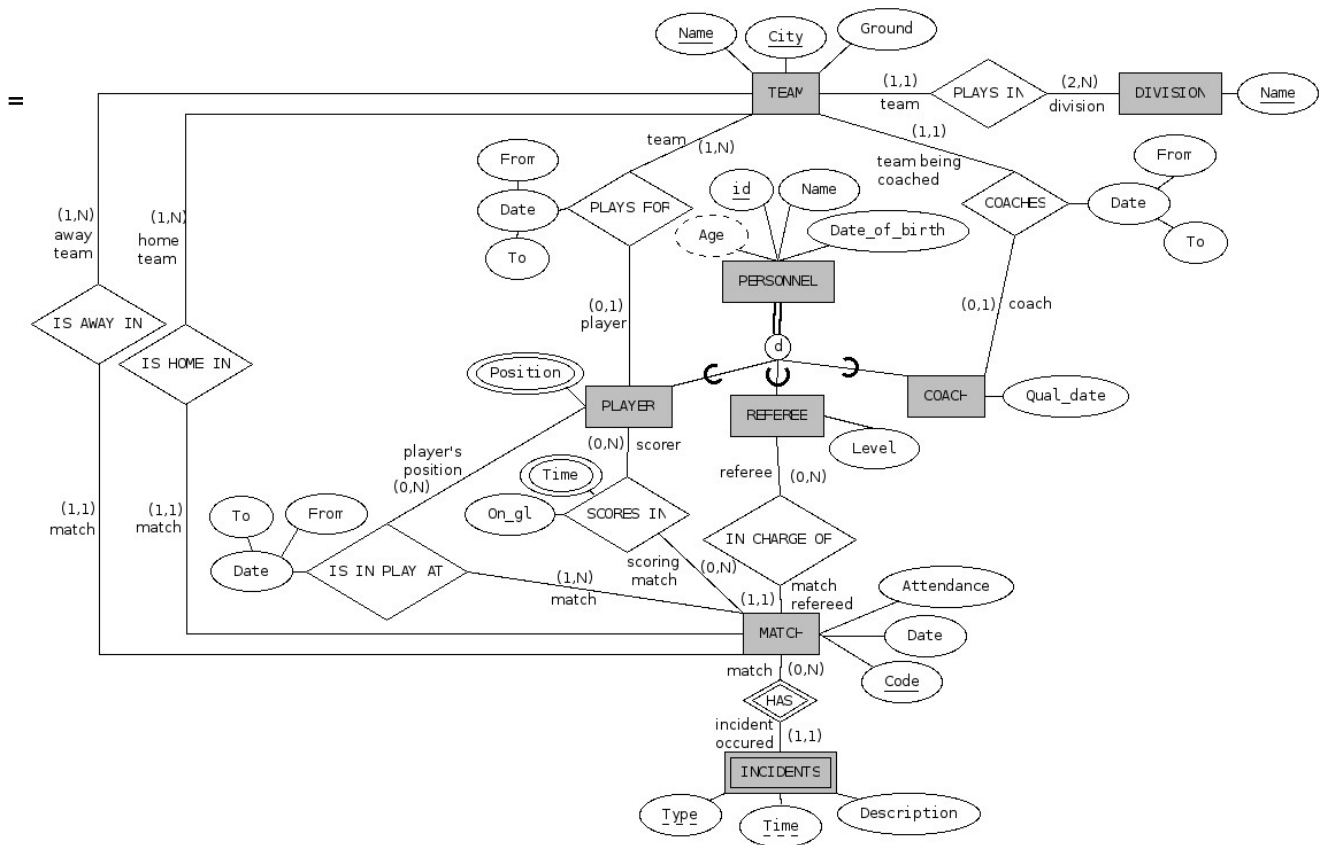 Name
City
Ground
=
TEAM
(1,1)
team
PLAYS IN
(2,N)
division
DIVISION
Name
team
(1,N)
(1,1)
team being
coached
From
Date
To
PLAYS FOR
id
Name
Age
Date_of_birth
COACHES
From
Date
To
(1,N)
away
team
(1,N)
home
team
PERSONNEL
(0,1)
player
(0,1)
coach
IS AWAY IN
IS HOME IN
d
Position
PLAYER
REFEREE
COACH
Qual_date
Level
(0,N)
scorer
player's
position
(0,N)
Time
On_gl
SCORES IN
referee
(0,N)
(1,1)
match
(1,1)
match
To
From
Date
IS IN PLAY AT
IN CHARGE OF
scoring
match
(0,N)
(1,N)
match
(1,1)
match
refereed
Attendance
MATCH
Date
Code
match
(0,N)
HAS
incident
occured
(1,1)
INCIDENTS
Type
Time
Description